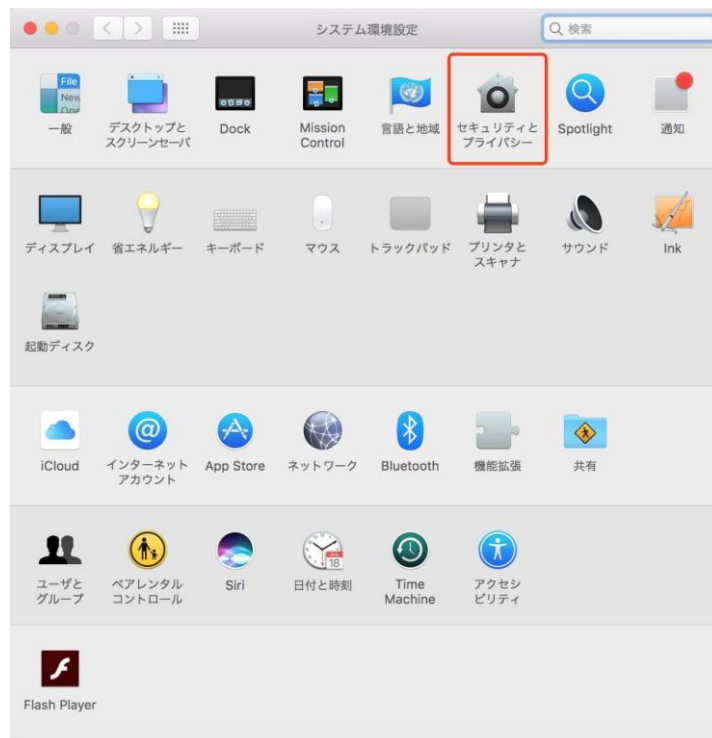 システム環境設定
検索
File
New
Ope
一般
デスクトップと
スクリーンセーバ
Dock
Mission
Control
言語と地域
セキュリティと
プライバシー
Spotlight
通知
ディスプレイ
省エネルギー
キーボード
マウス
トラックパッド
プリンタと
スキャナ
サウンド
Ink
起動ディスク
iCloud
インターネット
アカウント
App Store
ネットワーク
Bluetooth
機能拡張
共有
ユーザと
グループ
ペアレンタル
コントロール
Siri
18
日付と時刻
Time
Machine
アクセシ
ビリティ
Flash Player